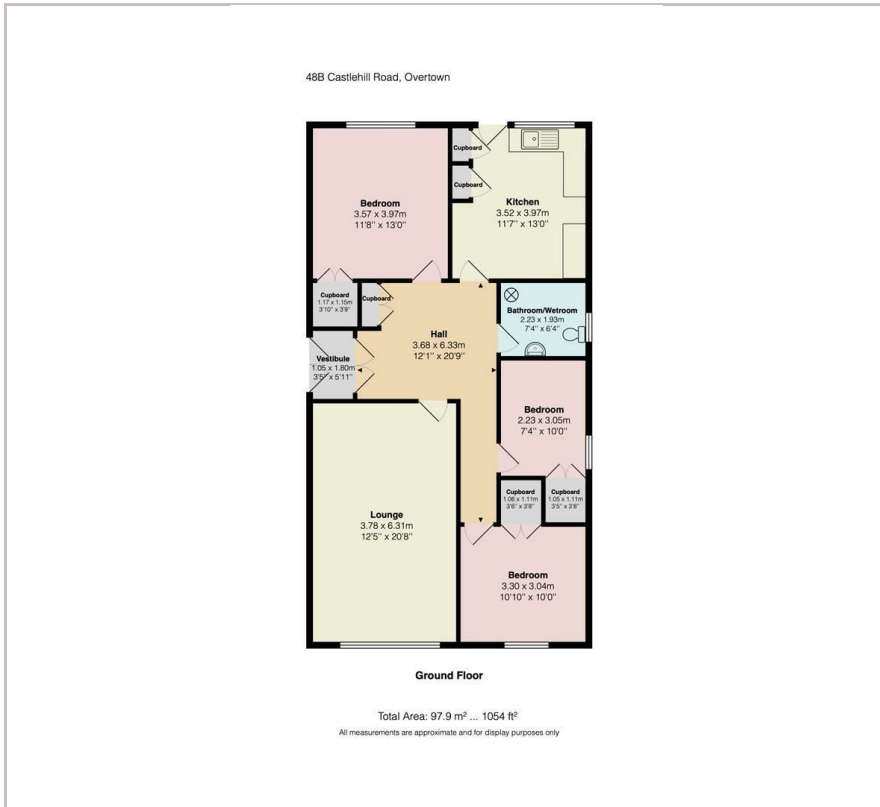 48B Castlehill Road, Overtown
Cupboard
Cupboard
Bedroom
3.57 x 3.97m
11'8" x 13'0"
Kitchen
3.52 x 3.97m
11'7" x 13'0"
Cupboard
1.17 x 1.15m
3'10" x 3'9"
Cupboard
Bathroom/Wetroom
2.23 x 1.93m
7'4" x 6'4"
Hall
3.68 x 6.33m
12'1" x 20'9"
Vestibule
1.05 x 1.80m
3'5" x 5'11"
Bedroom
2.23 x 3.05m
7'4" x 10'0"
Cupboard
1.06 x 1.11m
3'6" x 3'8"
Cupboard
1.05 x 1.11m
3'5" x 3'8"
Lounge
3.78 x 6.31m
12'5" x 20'8"
Bedroom
3.30 x 3.04m
10'10" x 10'0"
Ground Floor
Total Area: 97.9 m² ... 1054 ft²
All measurements are approximate and for display purposes only